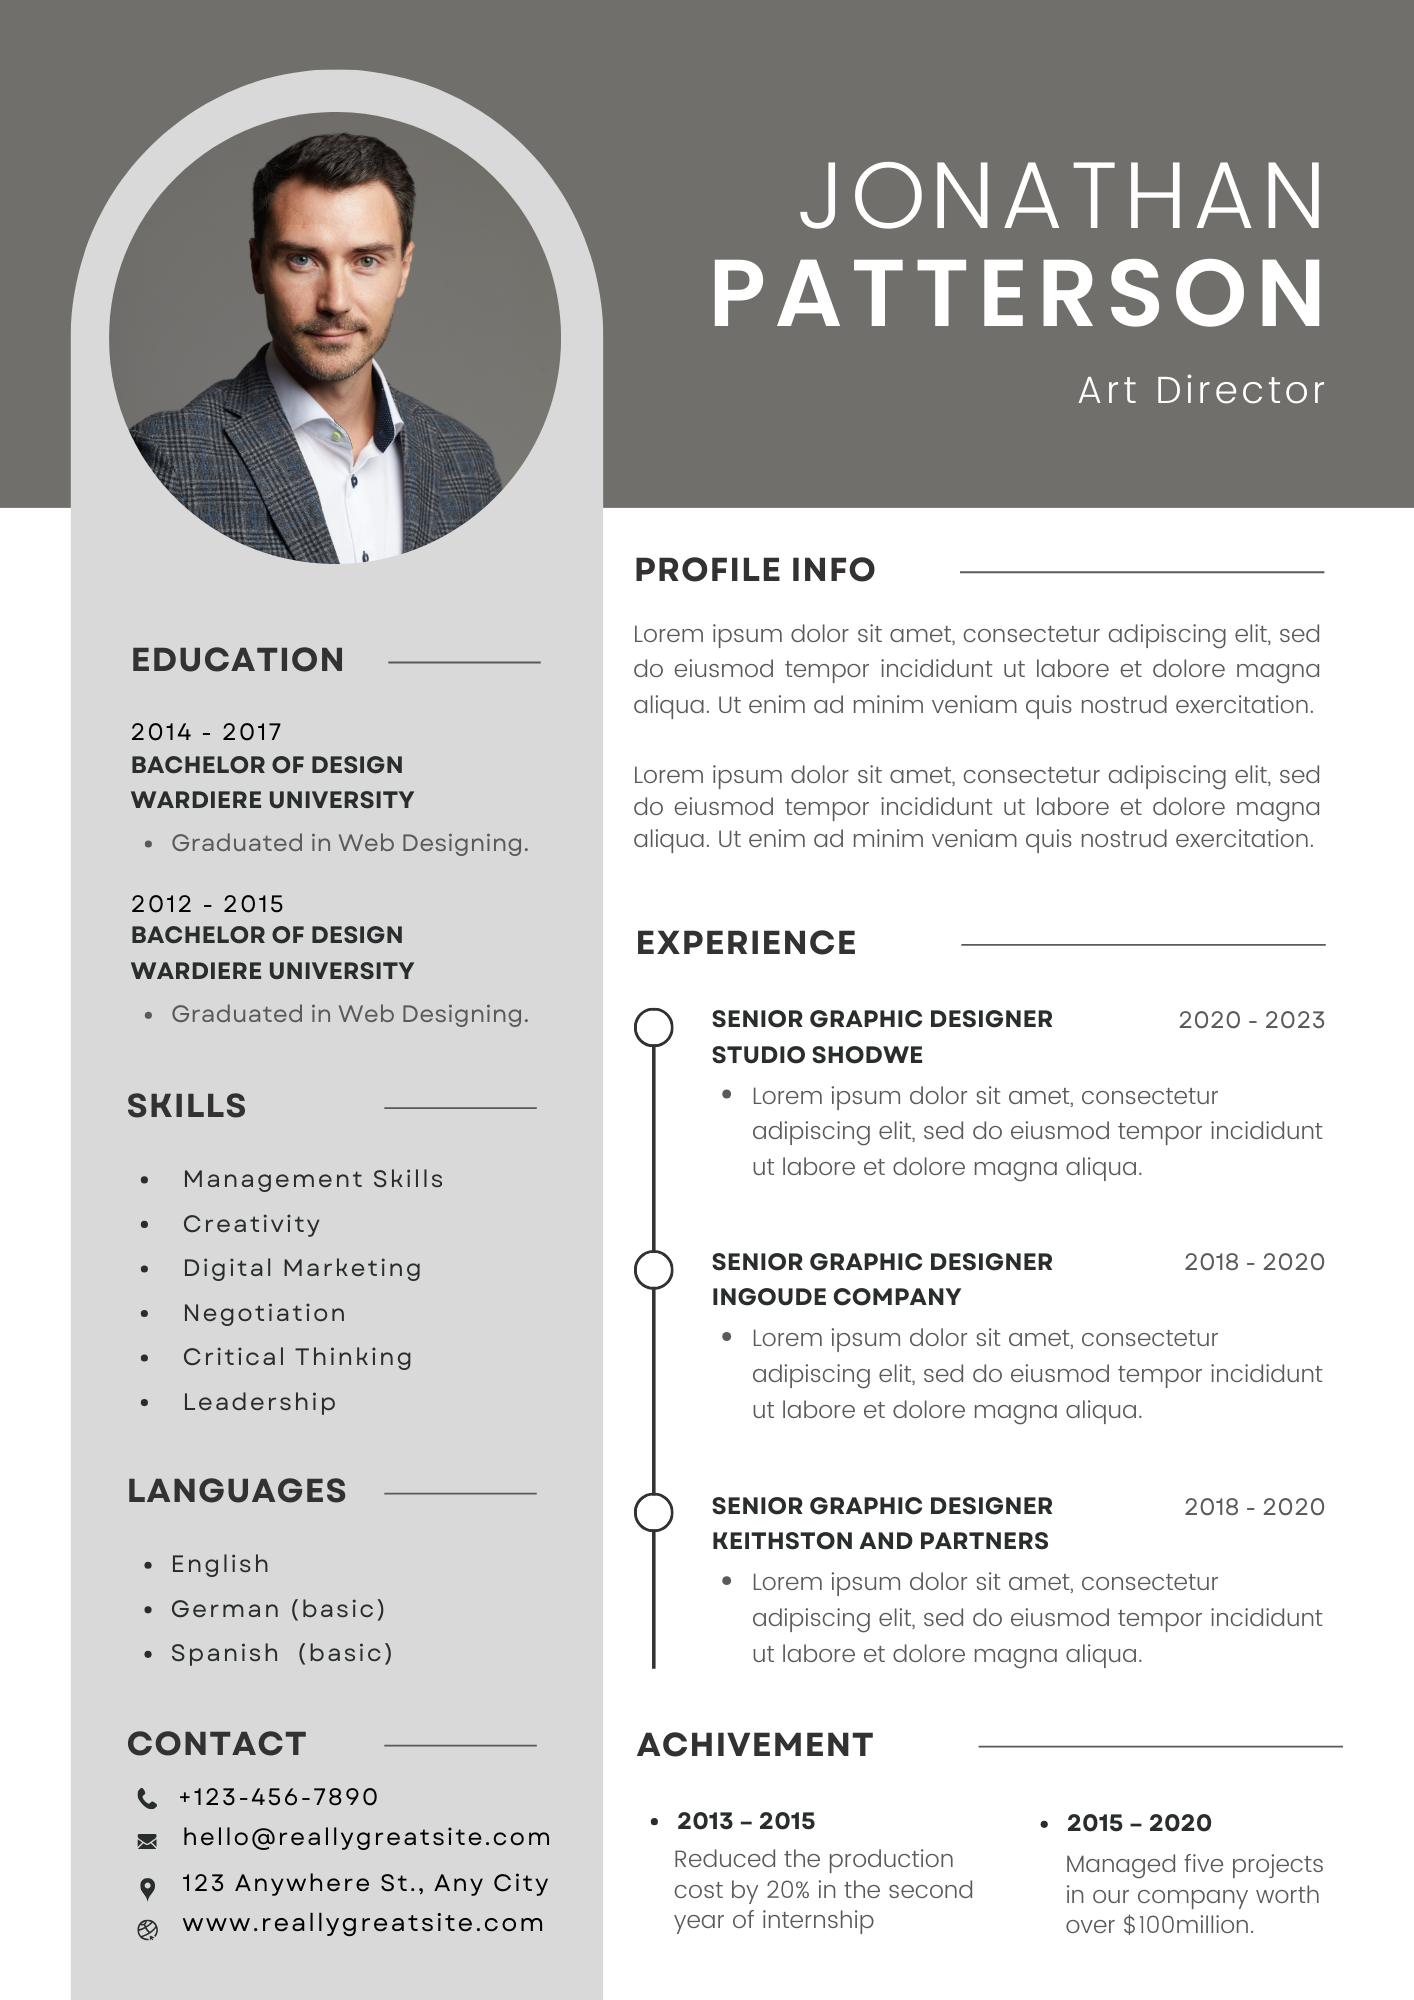 JONATHAN
PATTERSON
Art Director
EDUCATION
2014 - 2017
BACHELOR OF DESIGN
WARDIERE UNIVERSITY
• Graduated in Web Designing.
2012 - 2015
BACHELOR OF DESIGN
WARDIERE UNIVERSITY
• Graduated in Web Designing.
SKILLS
• Management Skills
• Creativity
• Digital Marketing
• Negotiation
• Critical Thinking
• Leadership
LANGUAGES
• English
• German (basic)
• Spanish (basic)
CONTACT
+123-456-7890
hello@reallygreatsite.com
123 Anywhere St., Any City
www.reallygreatsite.com
PROFILE INFO
Lorem ipsum dolor sit amet, consectetur adipiscing elit, sed
do eiusmod tempor incididunt ut labore et dolore magna
aliqua. Ut enim ad minim veniam quis nostrud exercitation.
Lorem ipsum dolor sit amet, consectetur adipiscing elit, sed
do eiusmod tempor incididunt ut labore et dolore magna
aliqua. Ut enim ad minim veniam quis nostrud exercitation.
EXPERIENCE
SENIOR GRAPHIC DESIGNER 2020 - 2023
STUDIO SHODWE
• Lorem ipsum dolor sit amet, consectetur
adipiscing elit, sed do eiusmod tempor incididunt
ut labore et dolore magna aliqua.
SENIOR GRAPHIC DESIGNER 2018 - 2020
INGOUDE COMPANY
• Lorem ipsum dolor sit amet, consectetur
adipiscing elit, sed do eiusmod tempor incididunt
ut labore et dolore magna aliqua.
SENIOR GRAPHIC DESIGNER 2018 - 2020
KEITHSTON AND PARTNERS
• Lorem ipsum dolor sit amet, consectetur
adipiscing elit, sed do eiusmod tempor incididunt
ut labore et dolore magna aliqua.
ACHIVEMENT
• 2013 – 2015
Reduced the production
cost by 20% in the second
year of internship
• 2015 – 2020
Managed five projects
in our company worth
over $100million.